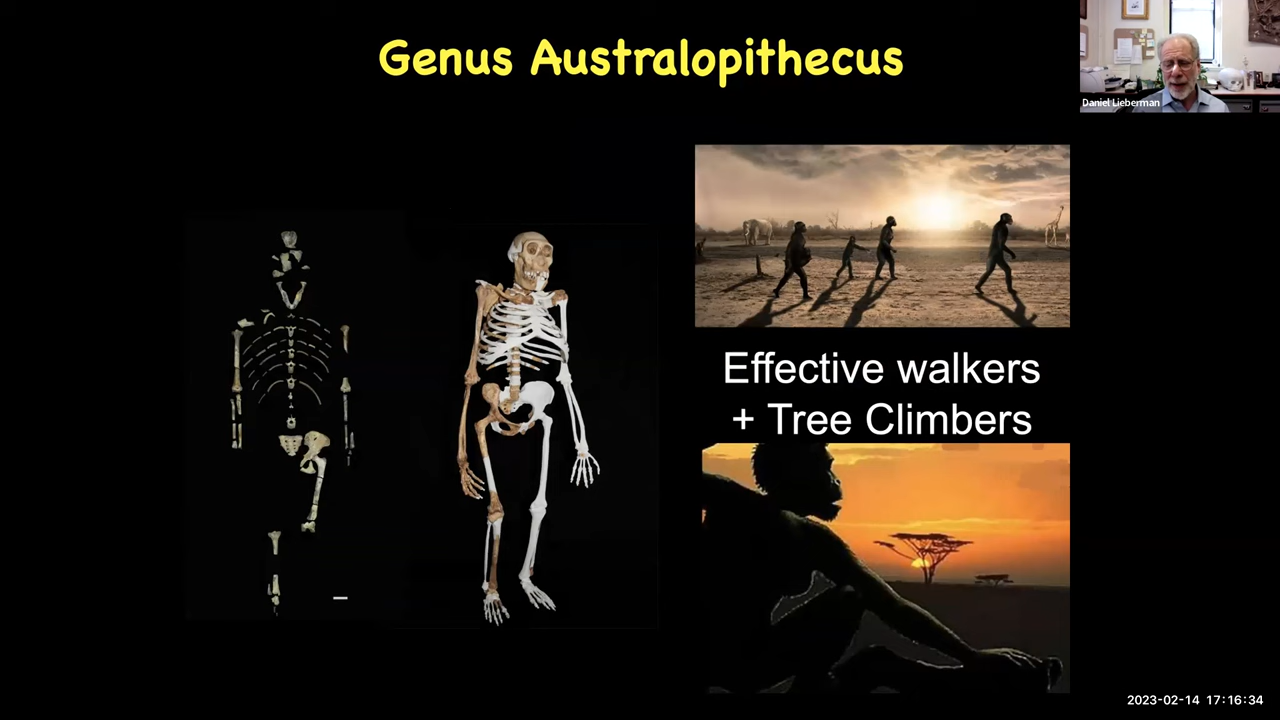 Genus Australopithecus
Daniel Lieberman
Effective walkers
+ Tree Climbers
2023-02-14 17:16:34